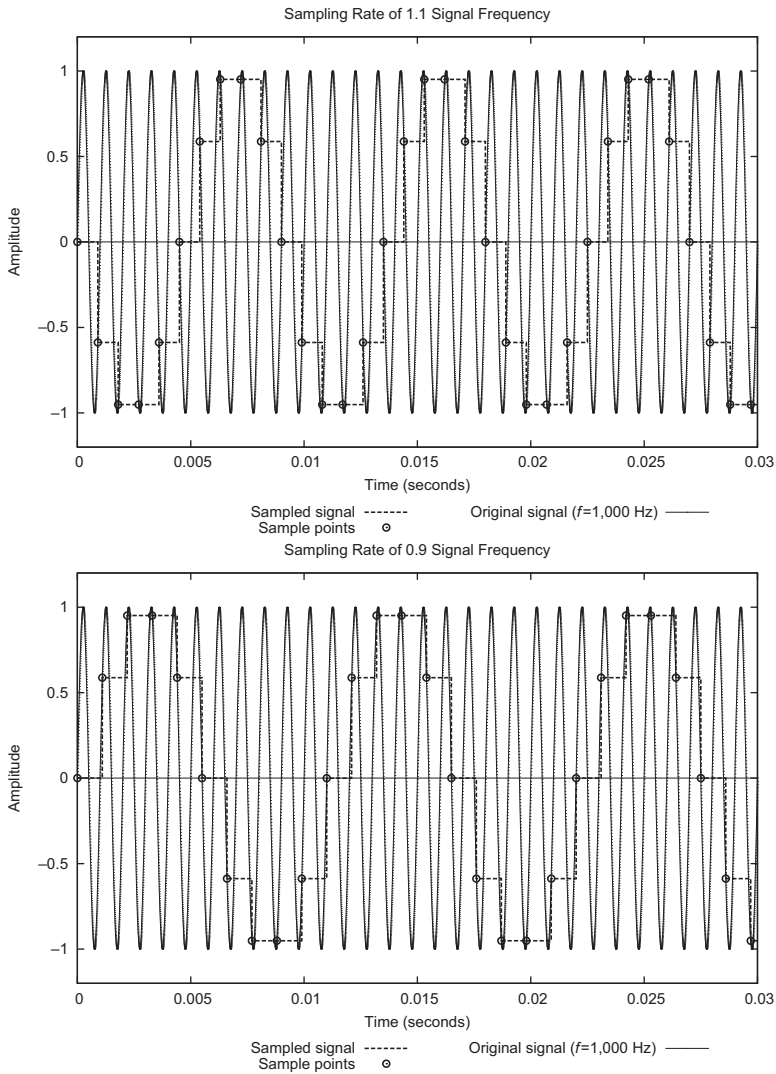 Sampling Rate of 1.1 Signal Frequency
1
0.5
0
–0.5
–1
Amplitude
0 0.005 0.01 0.015 0.02 0.025 0.03
Time (seconds)
Sampled signal Original signal (f=1,000 Hz)
Sample points
Sampling Rate of 0.9 Signal Frequency
1
0.5
0
–0.5
–1
Amplitude
0 0.005 0.01 0.015 0.02 0.025 0.03
Time (seconds)
Sampled signal Original signal (f=1,000 Hz)
Sample points